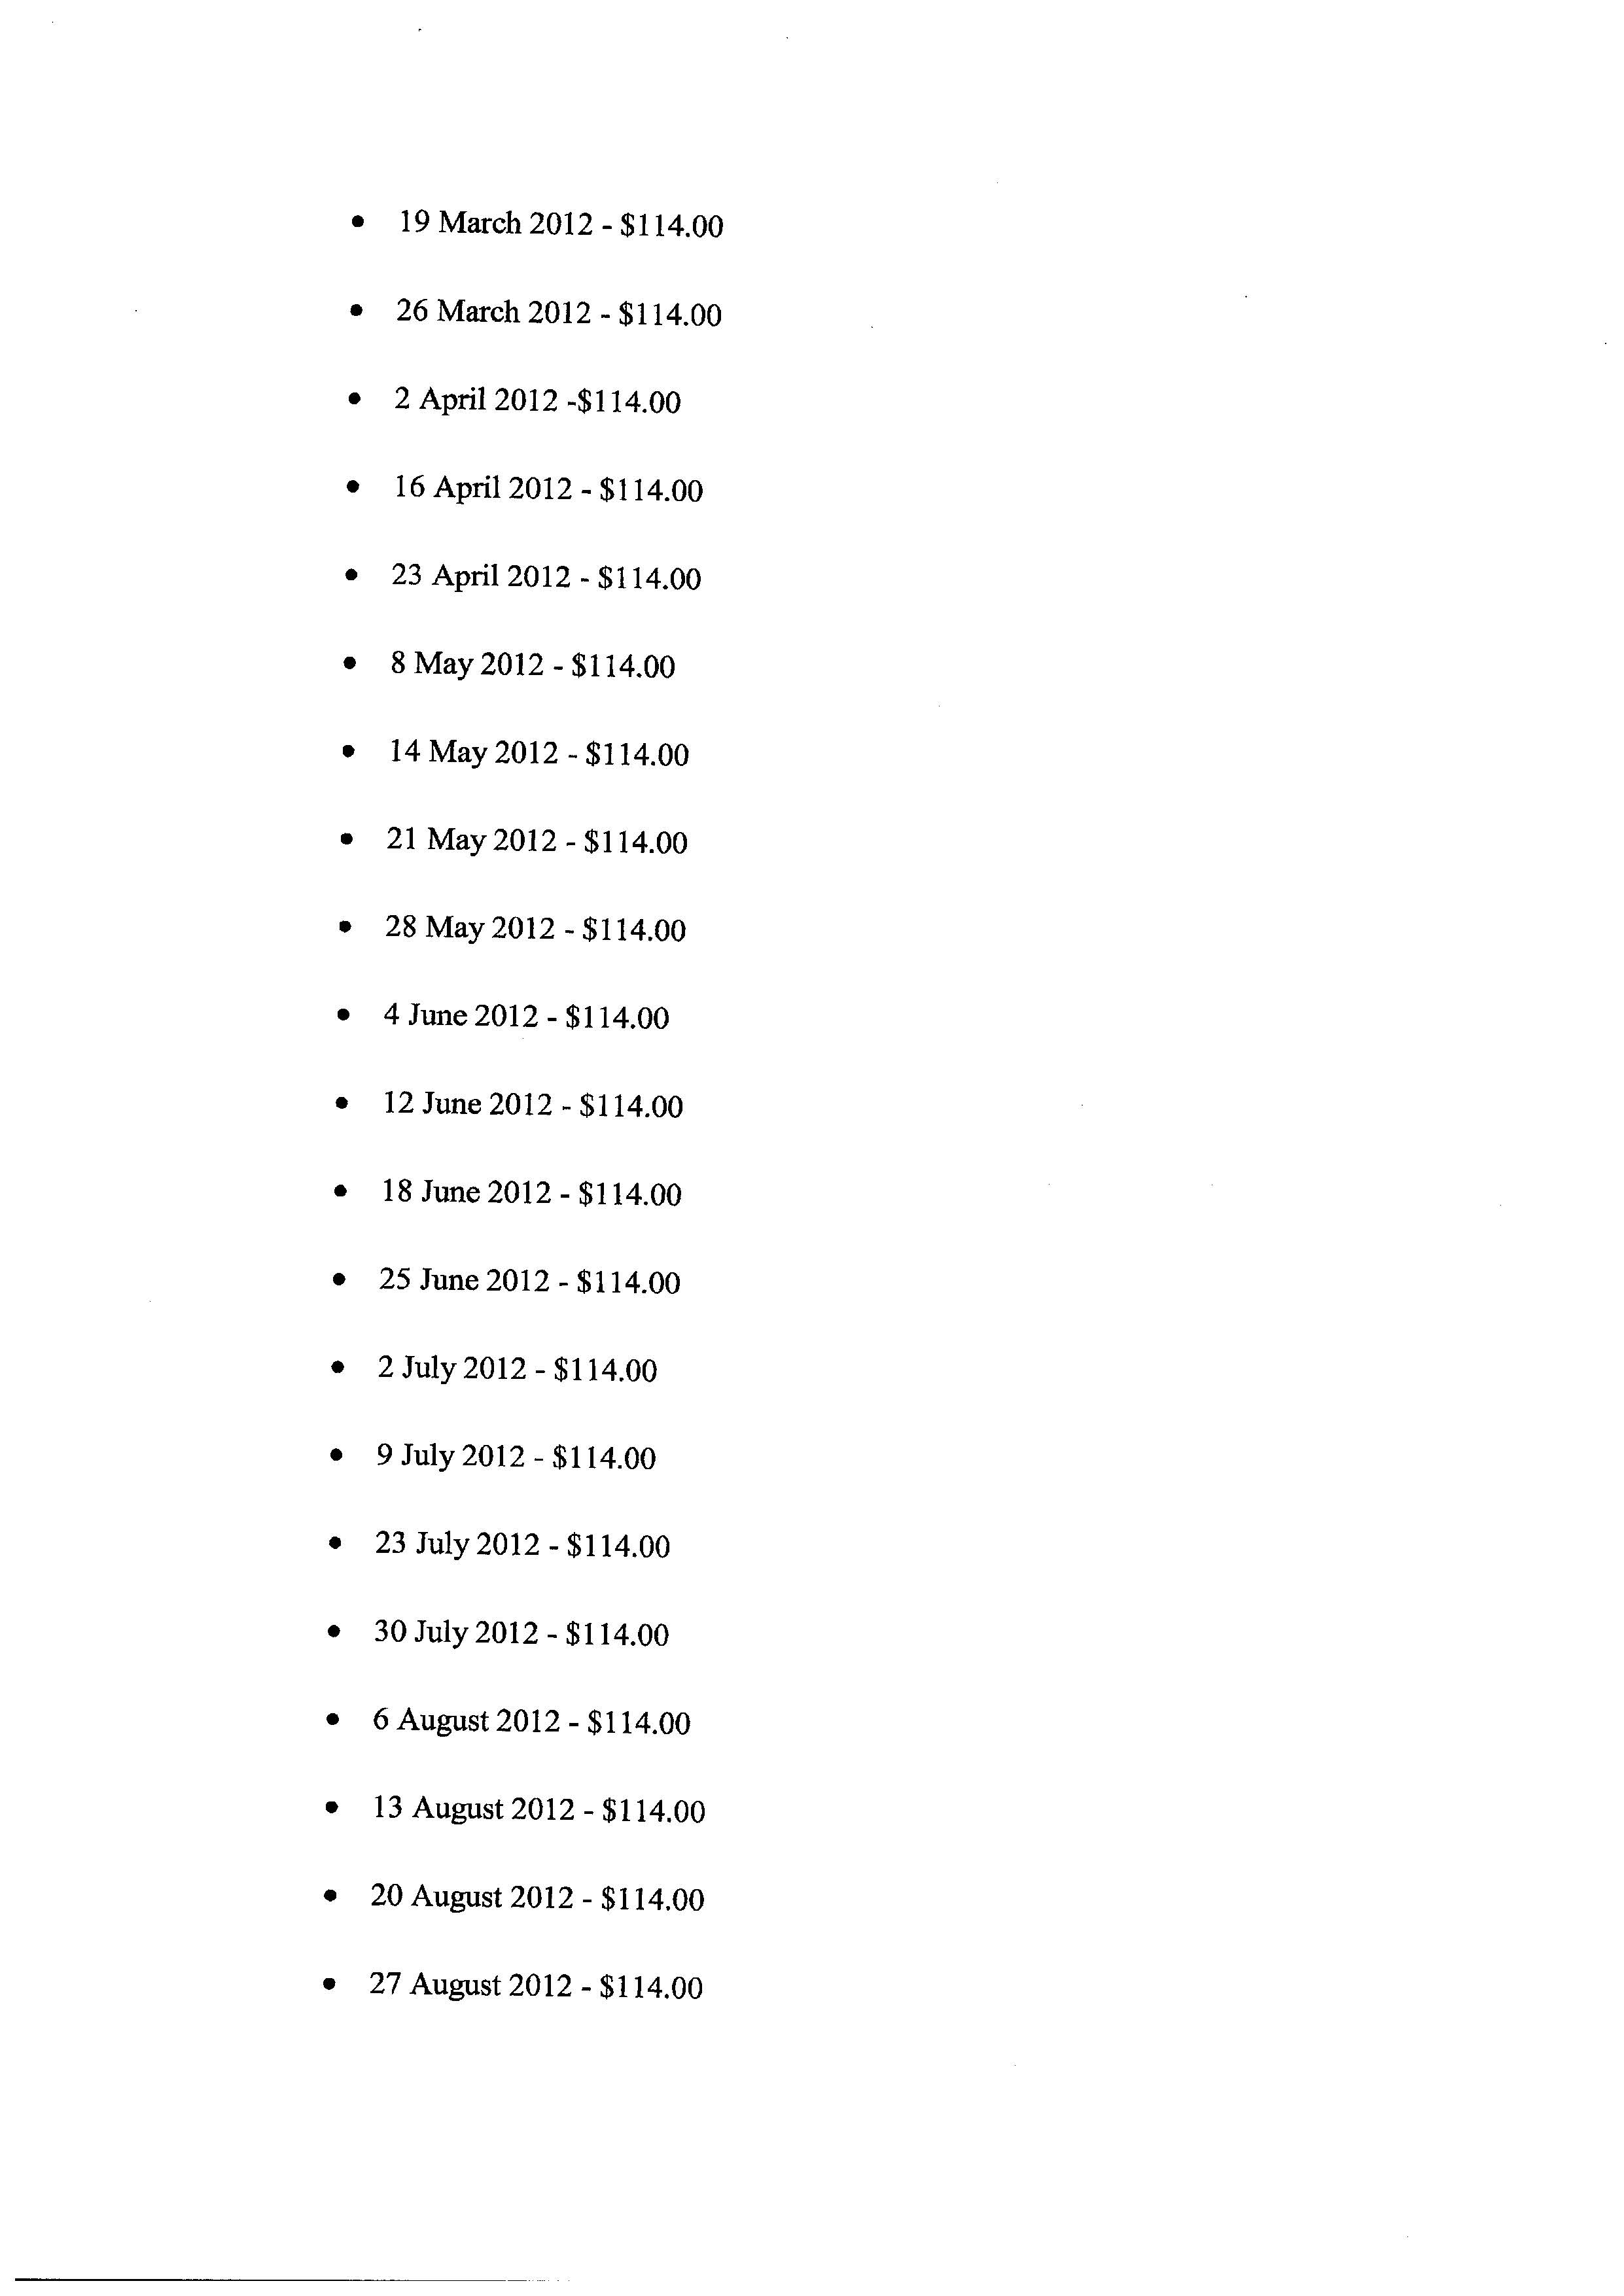 • 19 March 2012 - $114.00
• 26 March 2012 - $114.00
• 2 April 2012 -$114.00
• 16 April 2012 - $114.00
• 23 April 2012 - $114.00
• 8 May 2012 - $114.00
• 14 May 2012 - $114.00
• 21 May 2012 - $114.00
• 28 May 2012 - $114.00
• 4 June 2012 - $114.00
• 12 June 2012 - $114.00
• 18 June 2012 - $114.00
• 25 June 2012 - $114.00
• 2 July 2012 - $114.00
• 9 July 2012 - $114.00
• 23 July 2012 - $114.00
• 30 July 2012 - $114.00
• 6 August 2012 - $114.00
• 13 August 2012 - $114.00
• 20 August 2012 - $114.00
• 27 August 2012 - $114.00